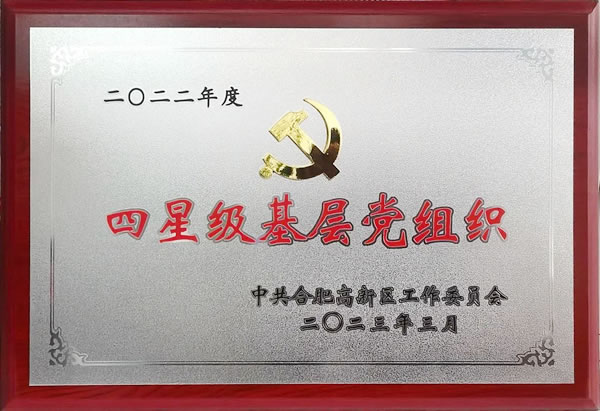 二〇二二年度
四星级基层党组织
中共合肥高新区工作委员会
二〇二三年三月